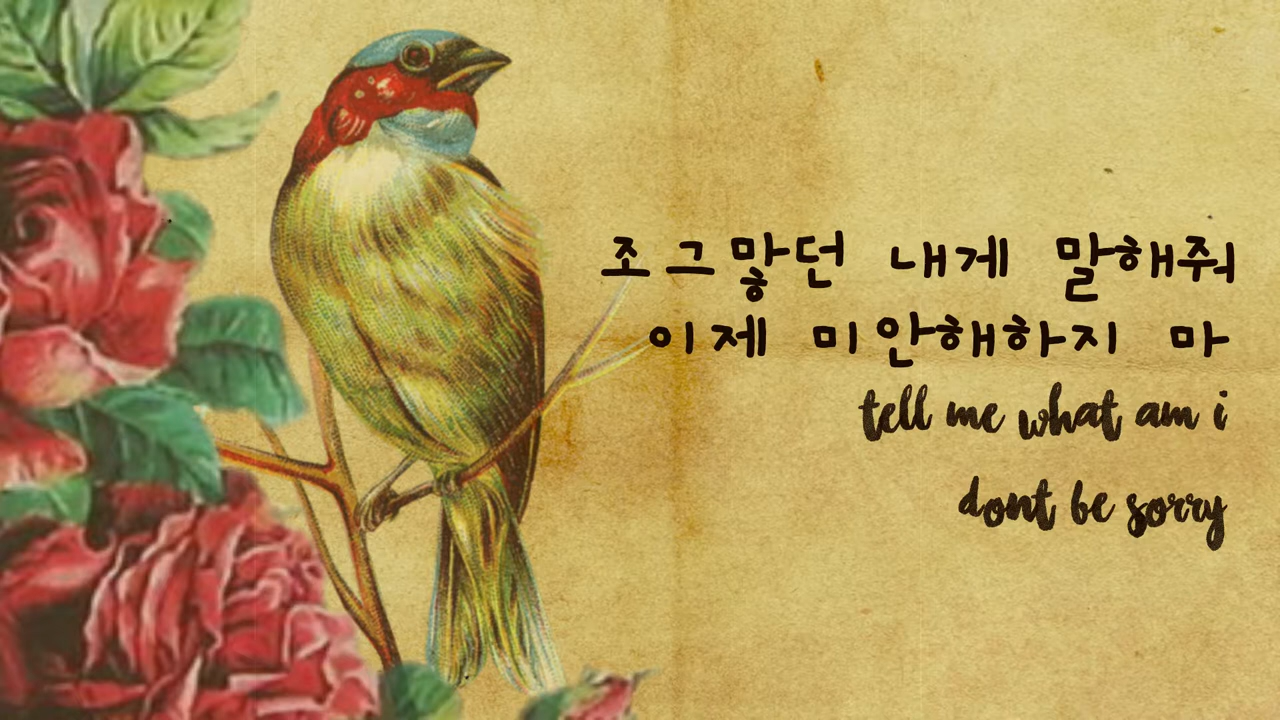 조그맣던 내게 말해줘
이제 미안해하지 마
tell me what am i
dont be sorry